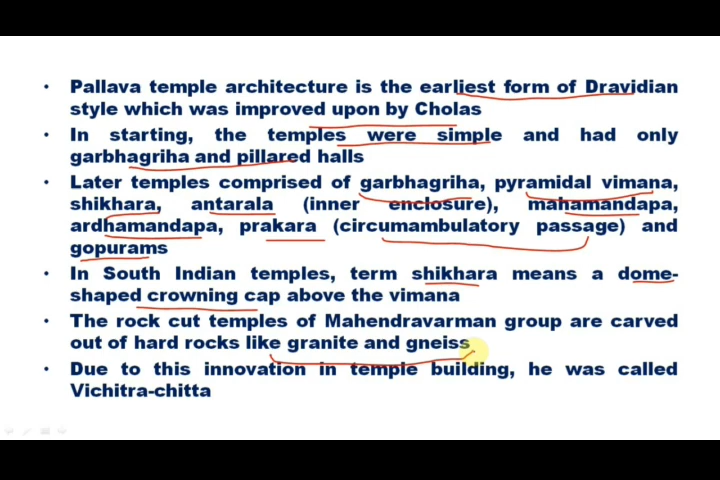 • Pallava temple architecture is the earliest form of Dravidian
style which was improved upon by Cholas
• In starting, the temples were simple and had only
garbhagriha and pillared halls
• Later temples comprised of garbhagriha, pyramidal vimana,
shikhara, antarala (inner enclosure), mahamandapa,
ardhamandapa, prakara (circumambulatory passage) and
gopurams
• In South Indian temples, term shikhara means a dome-
shaped crowning cap above the vimana
• The rock cut temples of Mahendravarman group are carved
out of hard rocks like granite and gneiss
• Due to this innovation in temple building, he was called
Vichitra-chitta